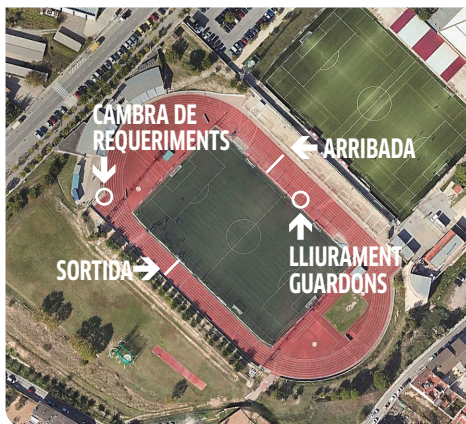 CAMBRA DE
REQUERIMENTS
ARRIBADA
LLIURAMENT
GUARDONS
SORTIDA